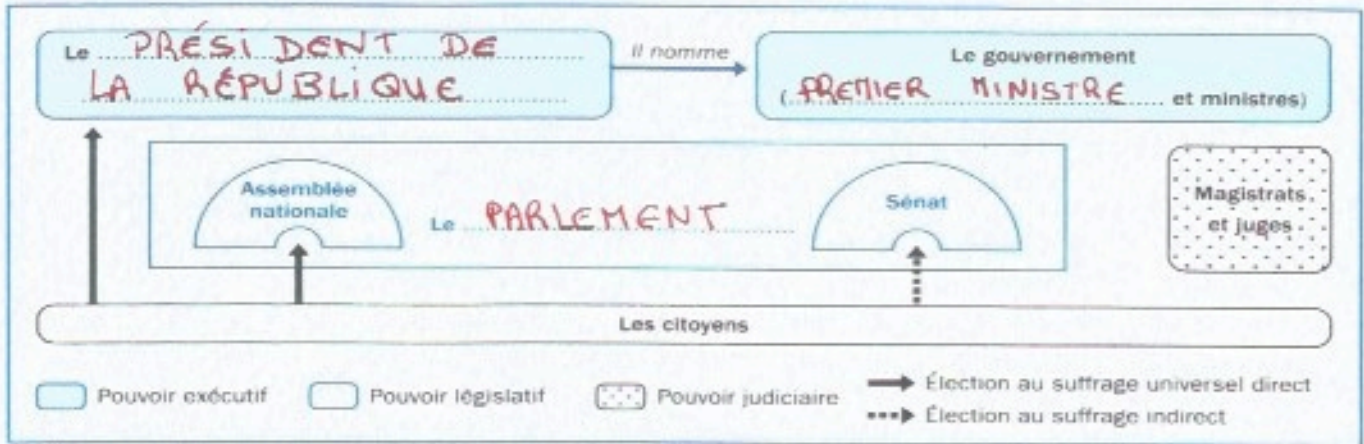 Le PRÉSIDENT DE
LA RÉPUBLIQUE
Il nomme
Le gouvernement
(PREMIER MINISTRE et ministres)
Assemblée
nationale
Le PARLEMENT
Sénat
Magistrats
et juges
Les citoyens
Pouvoir exécutif
Pouvoir législatif
Pouvoir judiciaire
Élection au suffrage universel direct
Élection au suffrage indirect